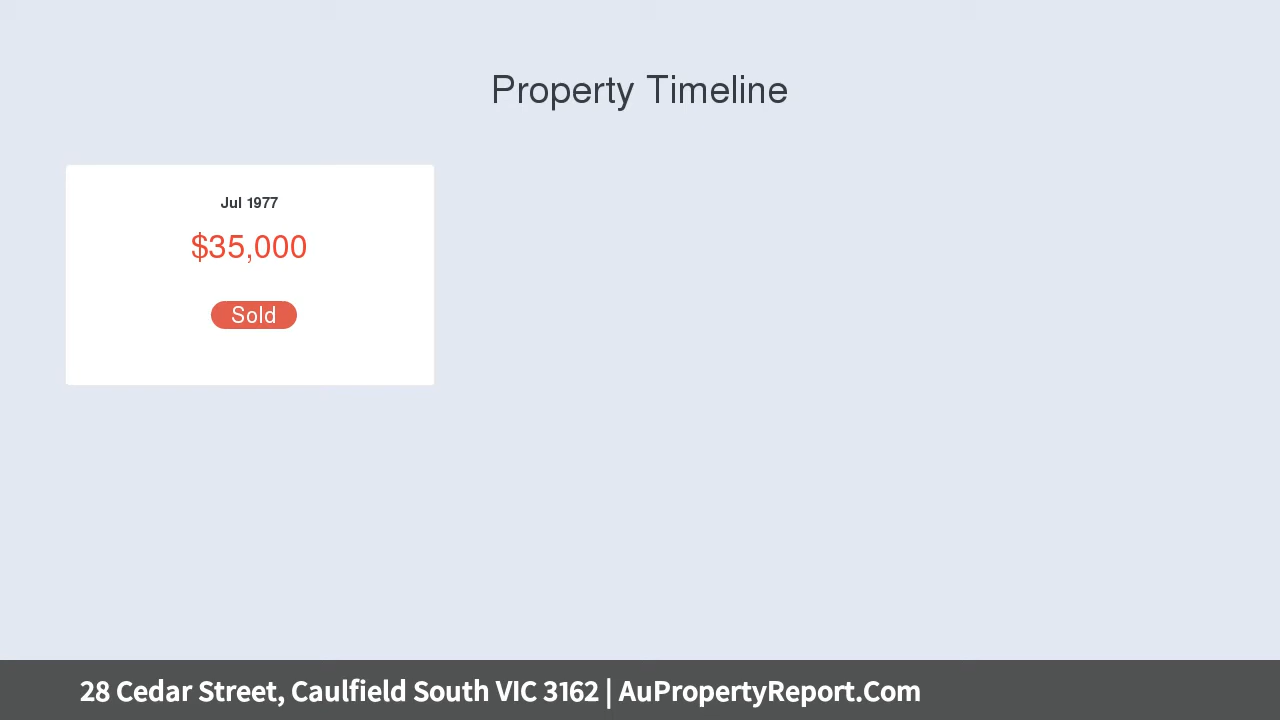 Property Timeline
Jul 1977
$35,000
Sold
28 Cedar Street, Caulfield South VIC 3162 | AuPropertyReport.Com